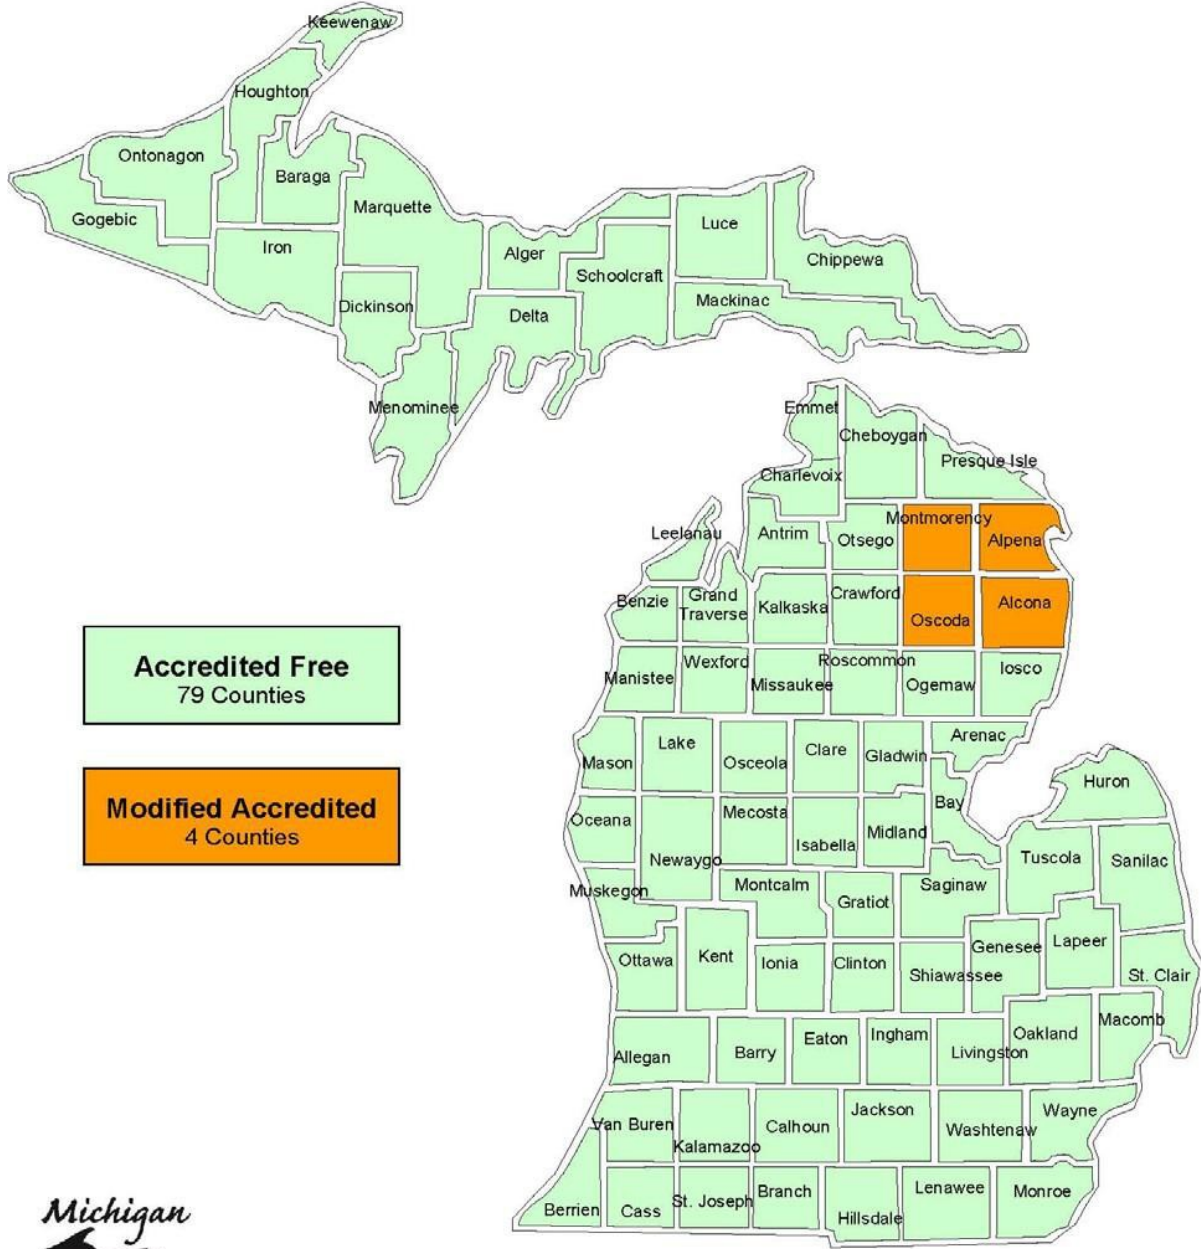 Keewenaw
Houghton
Ontonagon
Baraga
Marquette
Gogebic
Iron
Alger
Luce
Chippewa
Schoolcraft
Mackinac
Dickinson
Delta
Menominee
Emmet
Cheboygan
Presque Isle
Charlevoix
Leelanau
Antrim
Otsego
Montmorency
Alpena
Benzie
Grand
Traverse
Kalkaska
Crawford
Oscoda
Alcona
Accredited Free
79 Counties
Manistee
Wexford
Missaukee
Roscommon
Ogemaw
Iosco
Mason
Lake
Osceola
Clare
Gladwin
Arenac
Modified Accredited
4 Counties
Oceana
Newaygo
Mecosta
Isabella
Midland
Bay
Huron
Muskegon
Montcalm
Gratiot
Saginaw
Tuscola
Sanilac
Ottawa
Kent
Ionia
Clinton
Shiawassee
Genesee
Lapeer
St. Clair
Allegan
Barry
Eaton
Ingham
Livingston
Oakland
Macomb
Van Buren
Kalamazoo
Calhoun
Jackson
Washtenaw
Wayne
Berrien
Cass
St. Joseph
Branch
Hillsdale
Lenawee
Monroe
Michigan